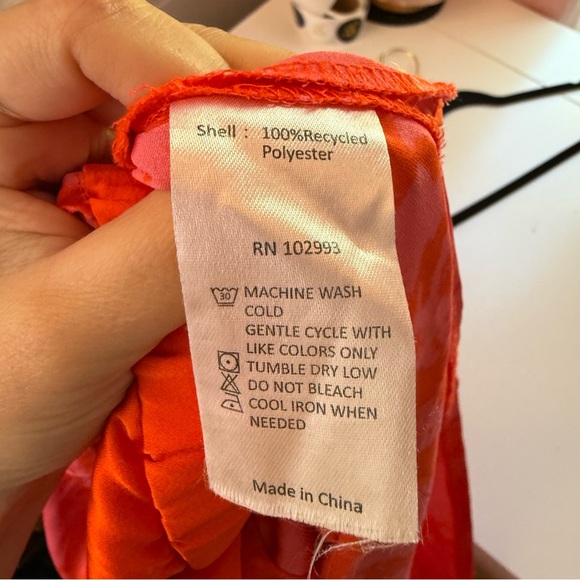 Shell : 100%Recycled
Polyester
RN 102993
30 MACHINE WASH
COLD
GENTLE CYCLE WITH
LIKE COLORS ONLY
TUMBLE DRY LOW
DO NOT BLEACH
COOL IRON WHEN
NEEDED
Made in China